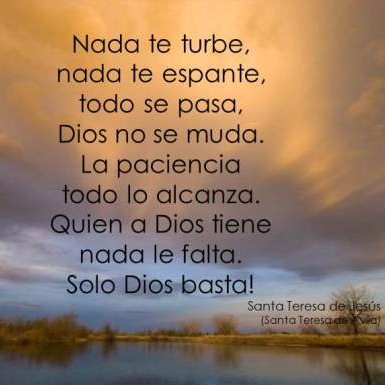 Nada te turbe,
nada te espante,
todo se pasa,
Dios no se muda.
La paciencia
todo lo alcanza.
Quien a Dios tiene
nada le falta.
Solo Dios basta!
Santa Teresa de Jesús
(Santa Teresa de Ávila)